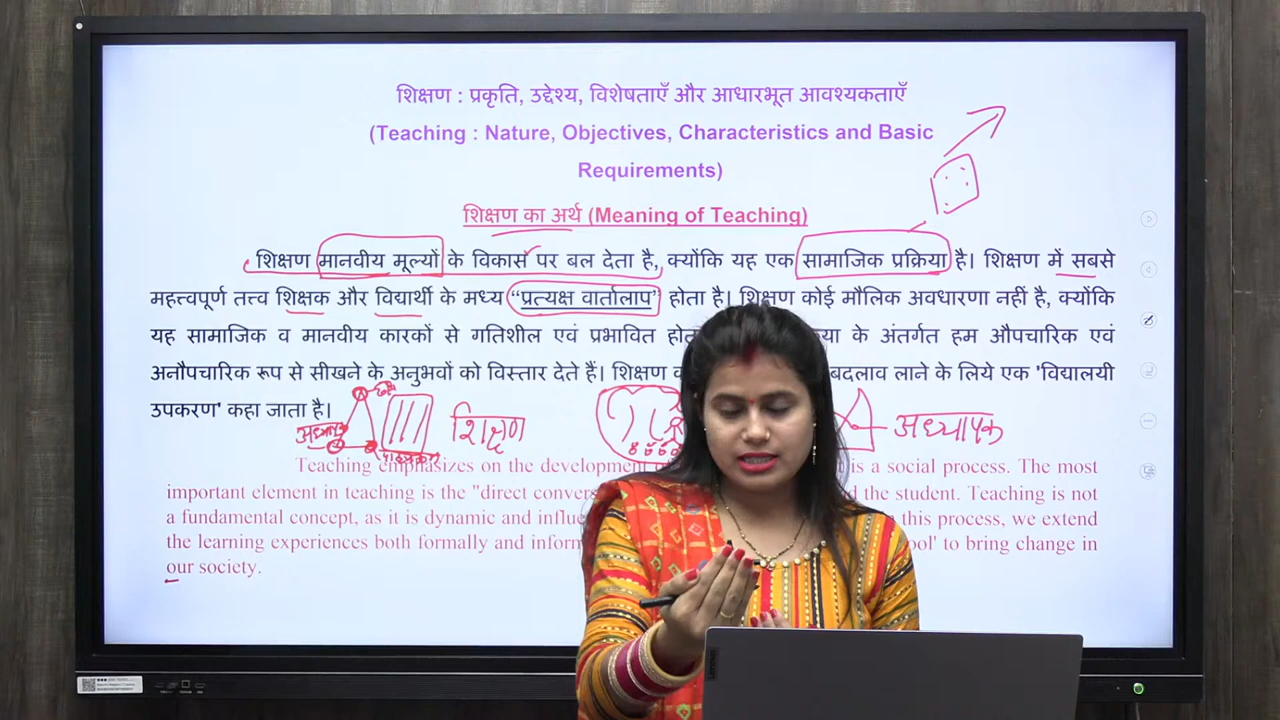 शिक्षण : प्रकृति, उद्देश्य, विशेषताएँ और आधारभूत आवश्यकताएँ
(Teaching : Nature, Objectives, Characteristics and Basic
Requirements)
शिक्षण का अर्थ (Meaning of Teaching)
शिक्षण मानवीय मूल्यों के विकास पर बल देता है, क्योंकि यह एक सामाजिक प्रक्रिया है। शिक्षण में सबसे
महत्त्वपूर्ण तत्त्व शिक्षक और विद्यार्थी के मध्य “प्रत्यक्ष वार्तालाप” होता है। शिक्षण कोई मौलिक अवधारणा नहीं है, क्योंकि
यह सामाजिक व मानवीय कारकों से गतिशील एवं प्रभावित के अंतर्गत हम औपचारिक एवं
अनौपचारिक रूप से सीखने के अनुभवों को विस्तार देते हैं। शिक्षण बदलाव लाने के लिये एक 'विद्यालयी
उपकरण' कहा जाता है।
अध्यापक पाठ्यक्रम शिक्षण अध्यापक
Teaching emphasizes on the development is a social process. The most
important element in teaching is the "direct the student. Teaching is not
a fundamental concept, as it is dynamic and this process, we extend
the learning experiences both formally and to bring change in
our society.
Lenovo